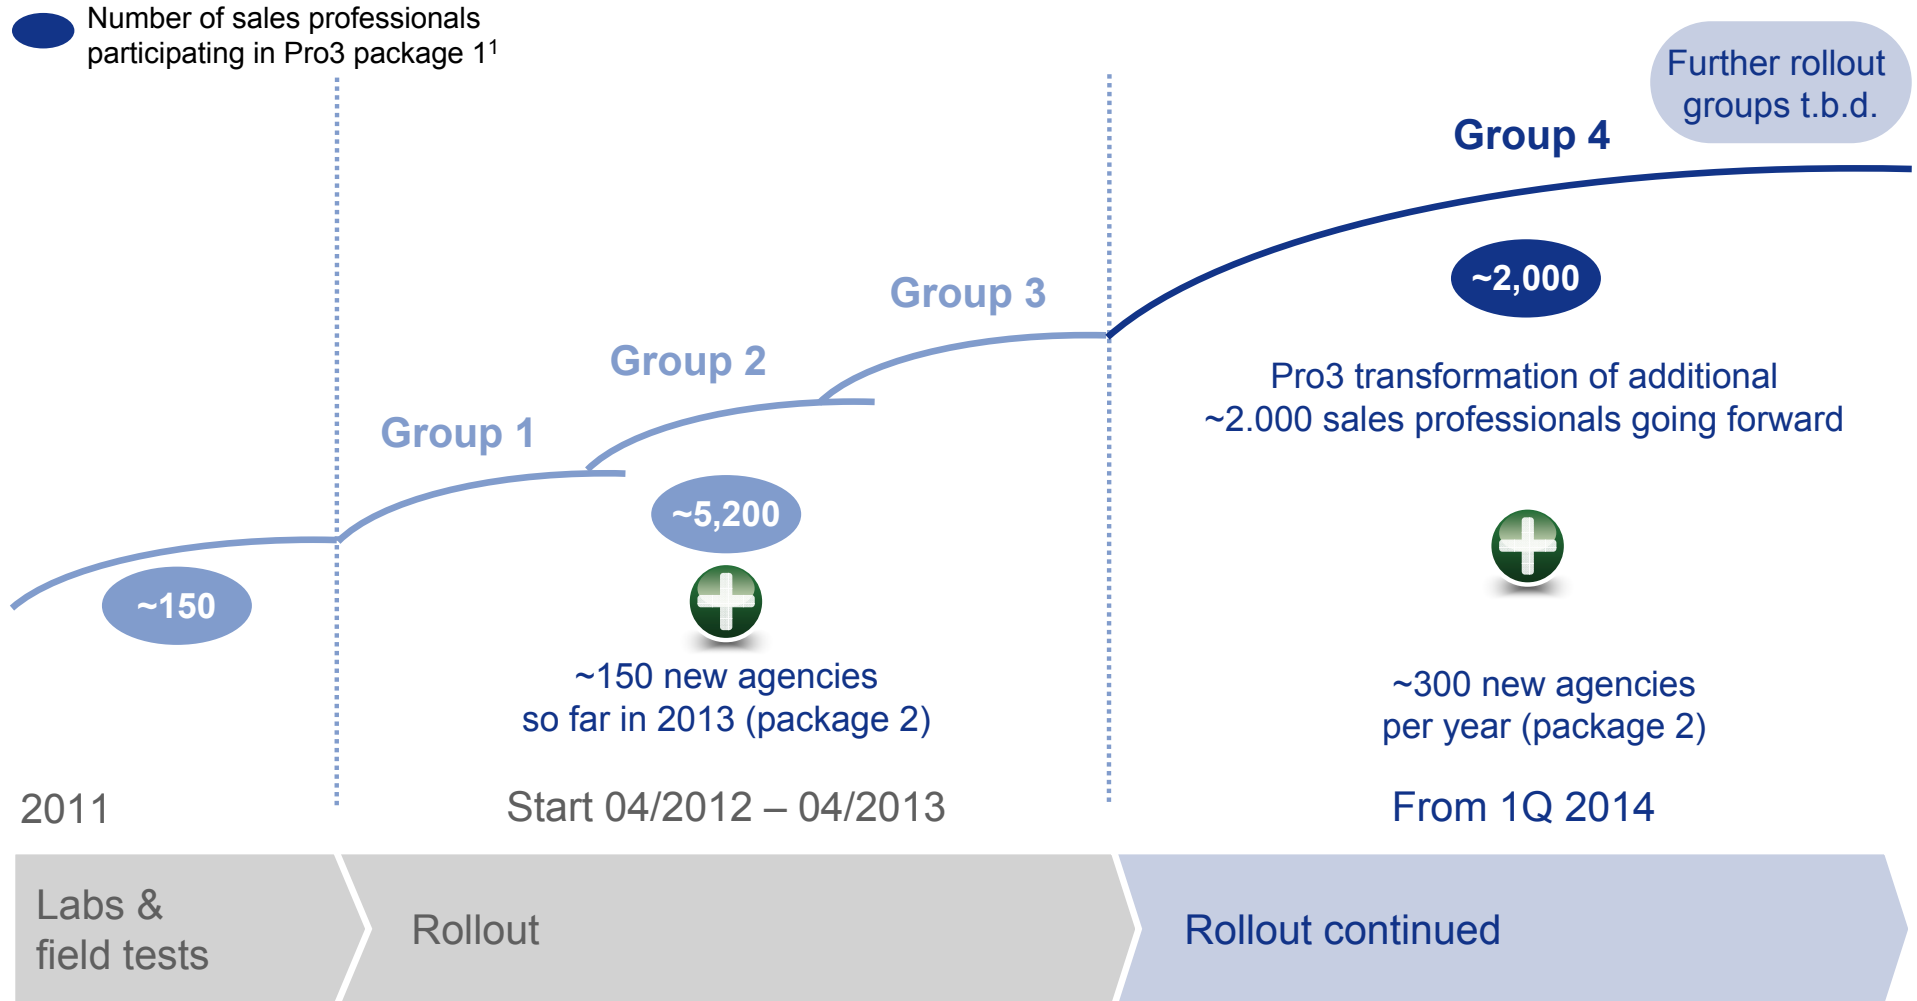 Number of sales professionals
participating in Pro3 package 1¹
Further rollout
groups t.b.d.
Group 4
~2,000
Group 3
Group 2
Group 1
Pro3 transformation of additional
~2.000 sales professionals going forward
~5,200
~150
~150 new agencies
so far in 2013 (package 2)
~300 new agencies
per year (package 2)
2011
Start 04/2012 – 04/2013
From 1Q 2014
Labs &
field tests
Rollout
Rollout continued